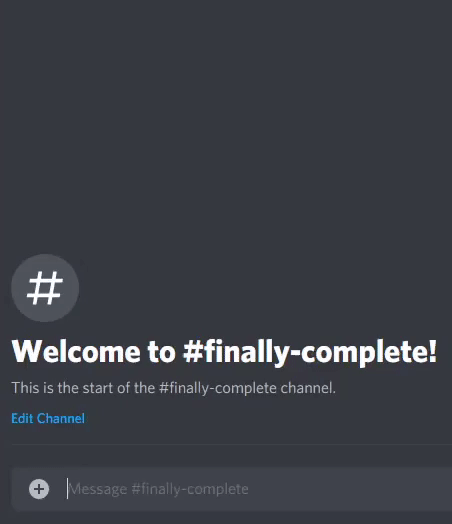 #
Welcome to #finally-complete!
This is the start of the #finally-complete channel.
Edit Channel
Message #finally-complete